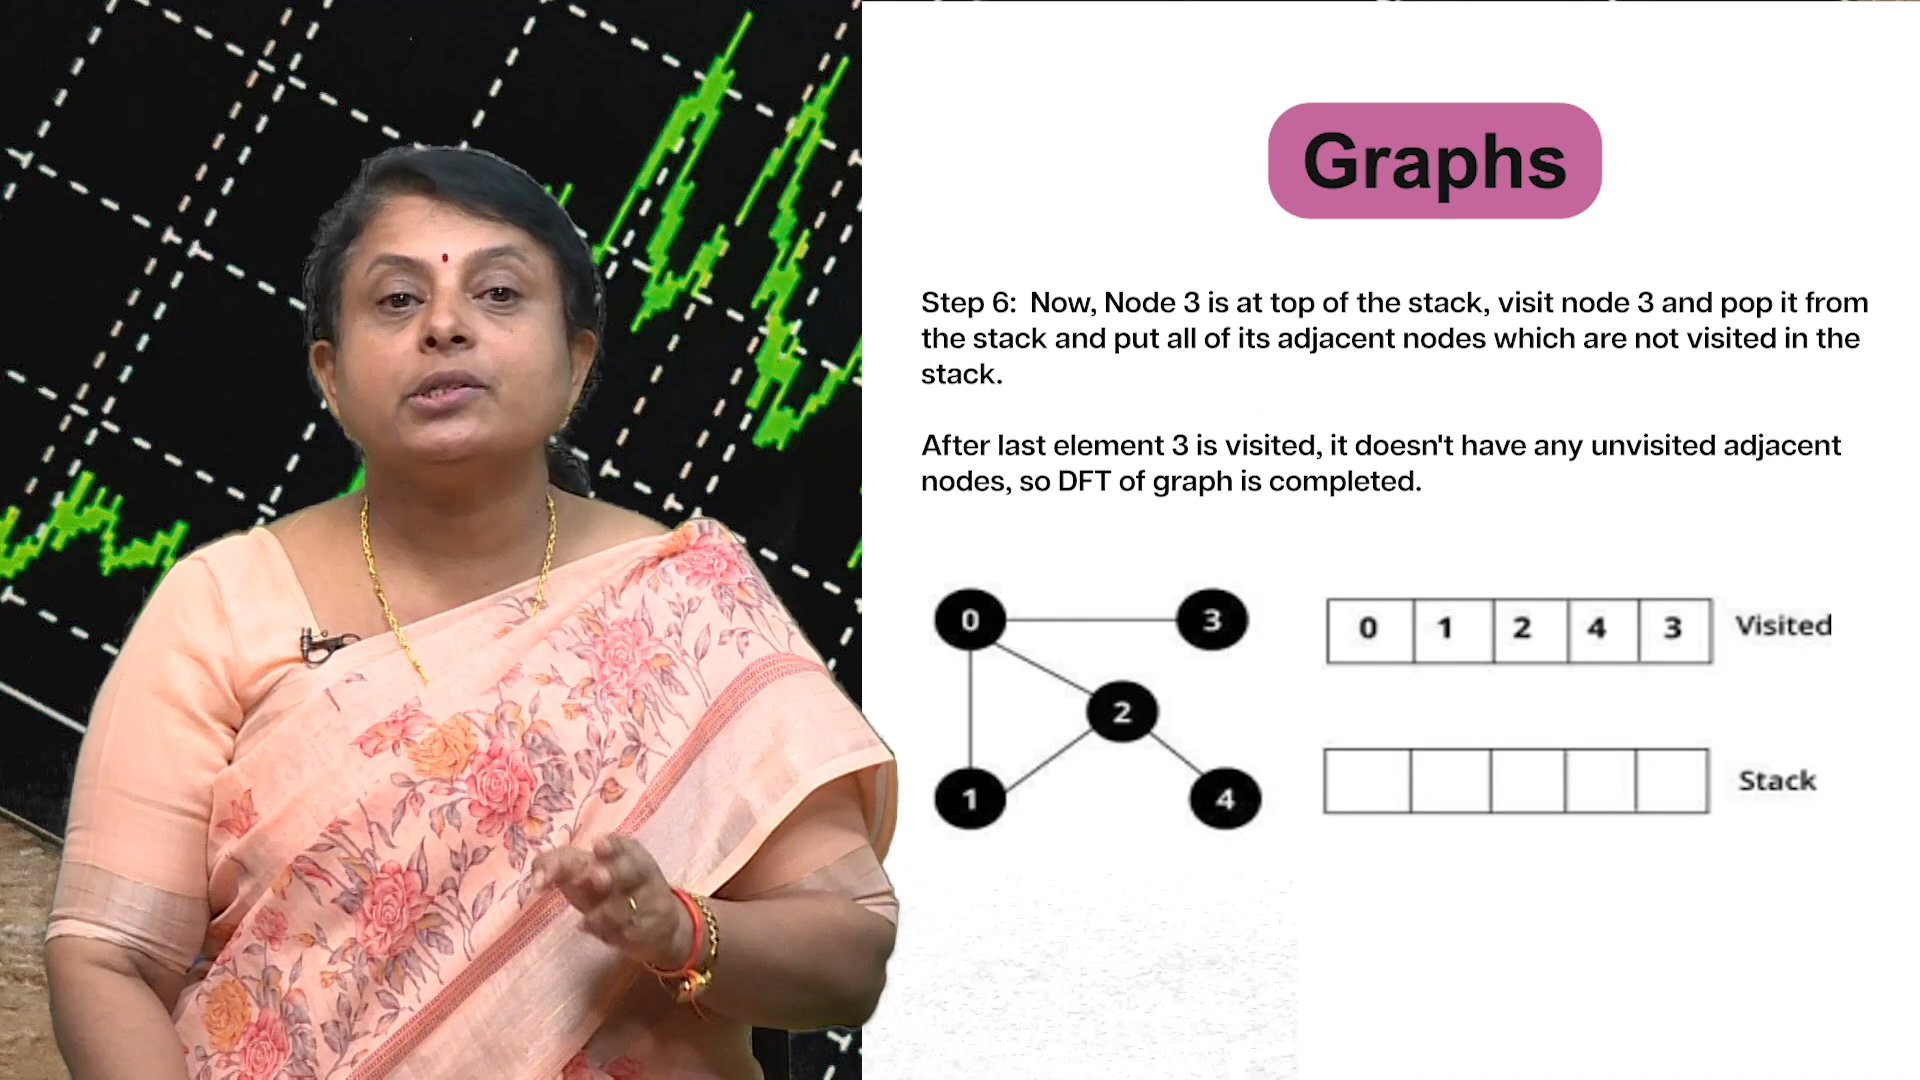 Graphs
Step 6: Now, Node 3 is at top of the stack, visit node 3 and pop it from
the stack and put all of its adjacent nodes which are not visited in the
stack.
After last element 3 is visited, it doesn't have any unvisited adjacent
nodes, so DFT of graph is completed.
0 3
2
1 4
0 1 2 4 3 Visited
Stack